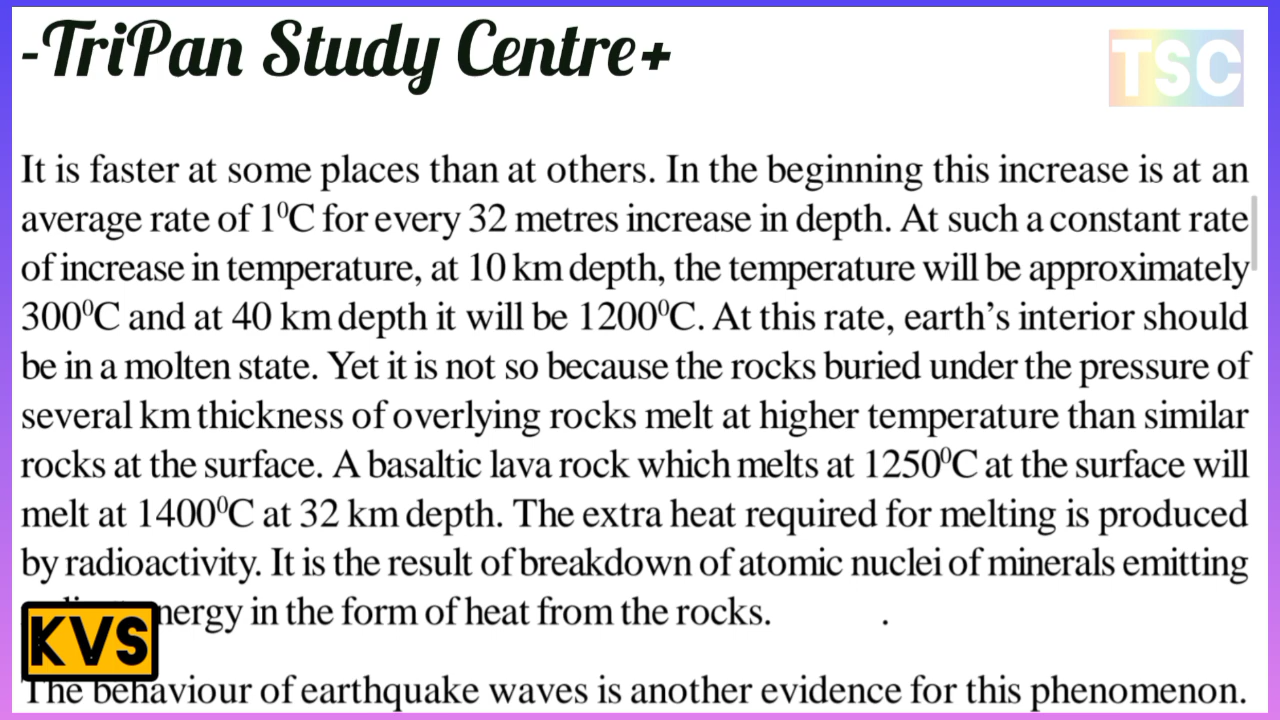 -TriPan Study Centre+
TSC
It is faster at some places than at others. In the beginning this increase is at an
average rate of 1⁰C for every 32 metres increase in depth. At such a constant rate
of increase in temperature, at 10 km depth, the temperature will be approximately
300⁰C and at 40 km depth it will be 1200⁰C. At this rate, earth’s interior should
be in a molten state. Yet it is not so because the rocks buried under the pressure of
several km thickness of overlying rocks melt at higher temperature than similar
rocks at the surface. A basaltic lava rock which melts at 1250⁰C at the surface will
melt at 1400⁰C at 32 km depth. The extra heat required for melting is produced
by radioactivity. It is the result of breakdown of atomic nuclei of minerals emitting
in the form of heat from the rocks. .
KVS
The behaviour of earthquake waves is another evidence for this phenomenon.